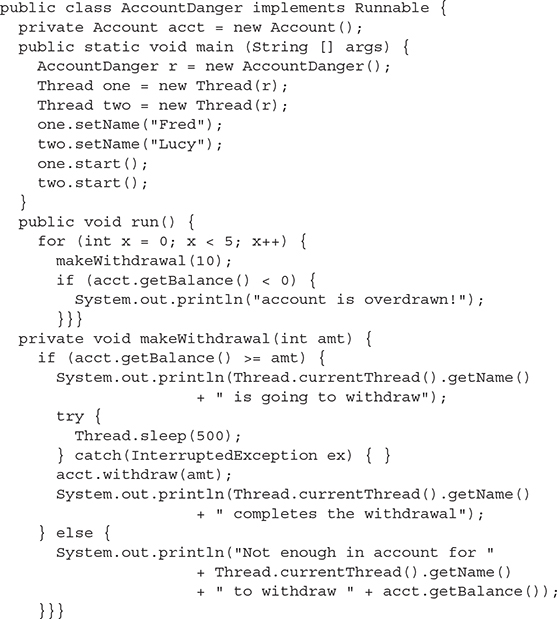 public class AccountDanger implements Runnable {
  private Account acct = new Account();
  public static void main (String [] args) {
    AccountDanger r = new AccountDanger();
    Thread one = new Thread(r);
    Thread two = new Thread(r);
    one.setName("Fred");
    two.setName("Lucy");
    one.start();
    two.start();
  }
  public void run() {
    for (int x = 0; x < 5; x++) {
      makeWithdrawal(10);
      if (acct.getBalance() < 0) {
        System.out.println("account is overdrawn!");
      }}}
  private void makeWithdrawal(int amt) {
    if (acct.getBalance() >= amt) {
      System.out.println(Thread.currentThread().getName()
                     + " is going to withdraw");
      try {
        Thread.sleep(500);
      } catch(InterruptedException ex) { }
      acct.withdraw(amt);
      System.out.println(Thread.currentThread().getName()
                     + " completes the withdrawal");
    } else {
      System.out.println("Not enough in account for "
                     + Thread.currentThread().getName()
                     + " to withdraw " + acct.getBalance());
    }}}